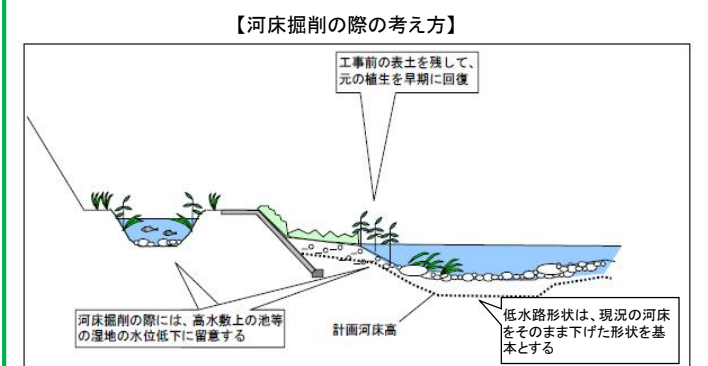 【河床掘削の際の考え方】
工事前の表土を残して、
元の植生を早期に回復
河床掘削の際には、高水敷上の池等
の湿地の水位低下に留意する
計画河床高
低水路形状は、現況の河床
をそのまま下げた形状を基
本とする